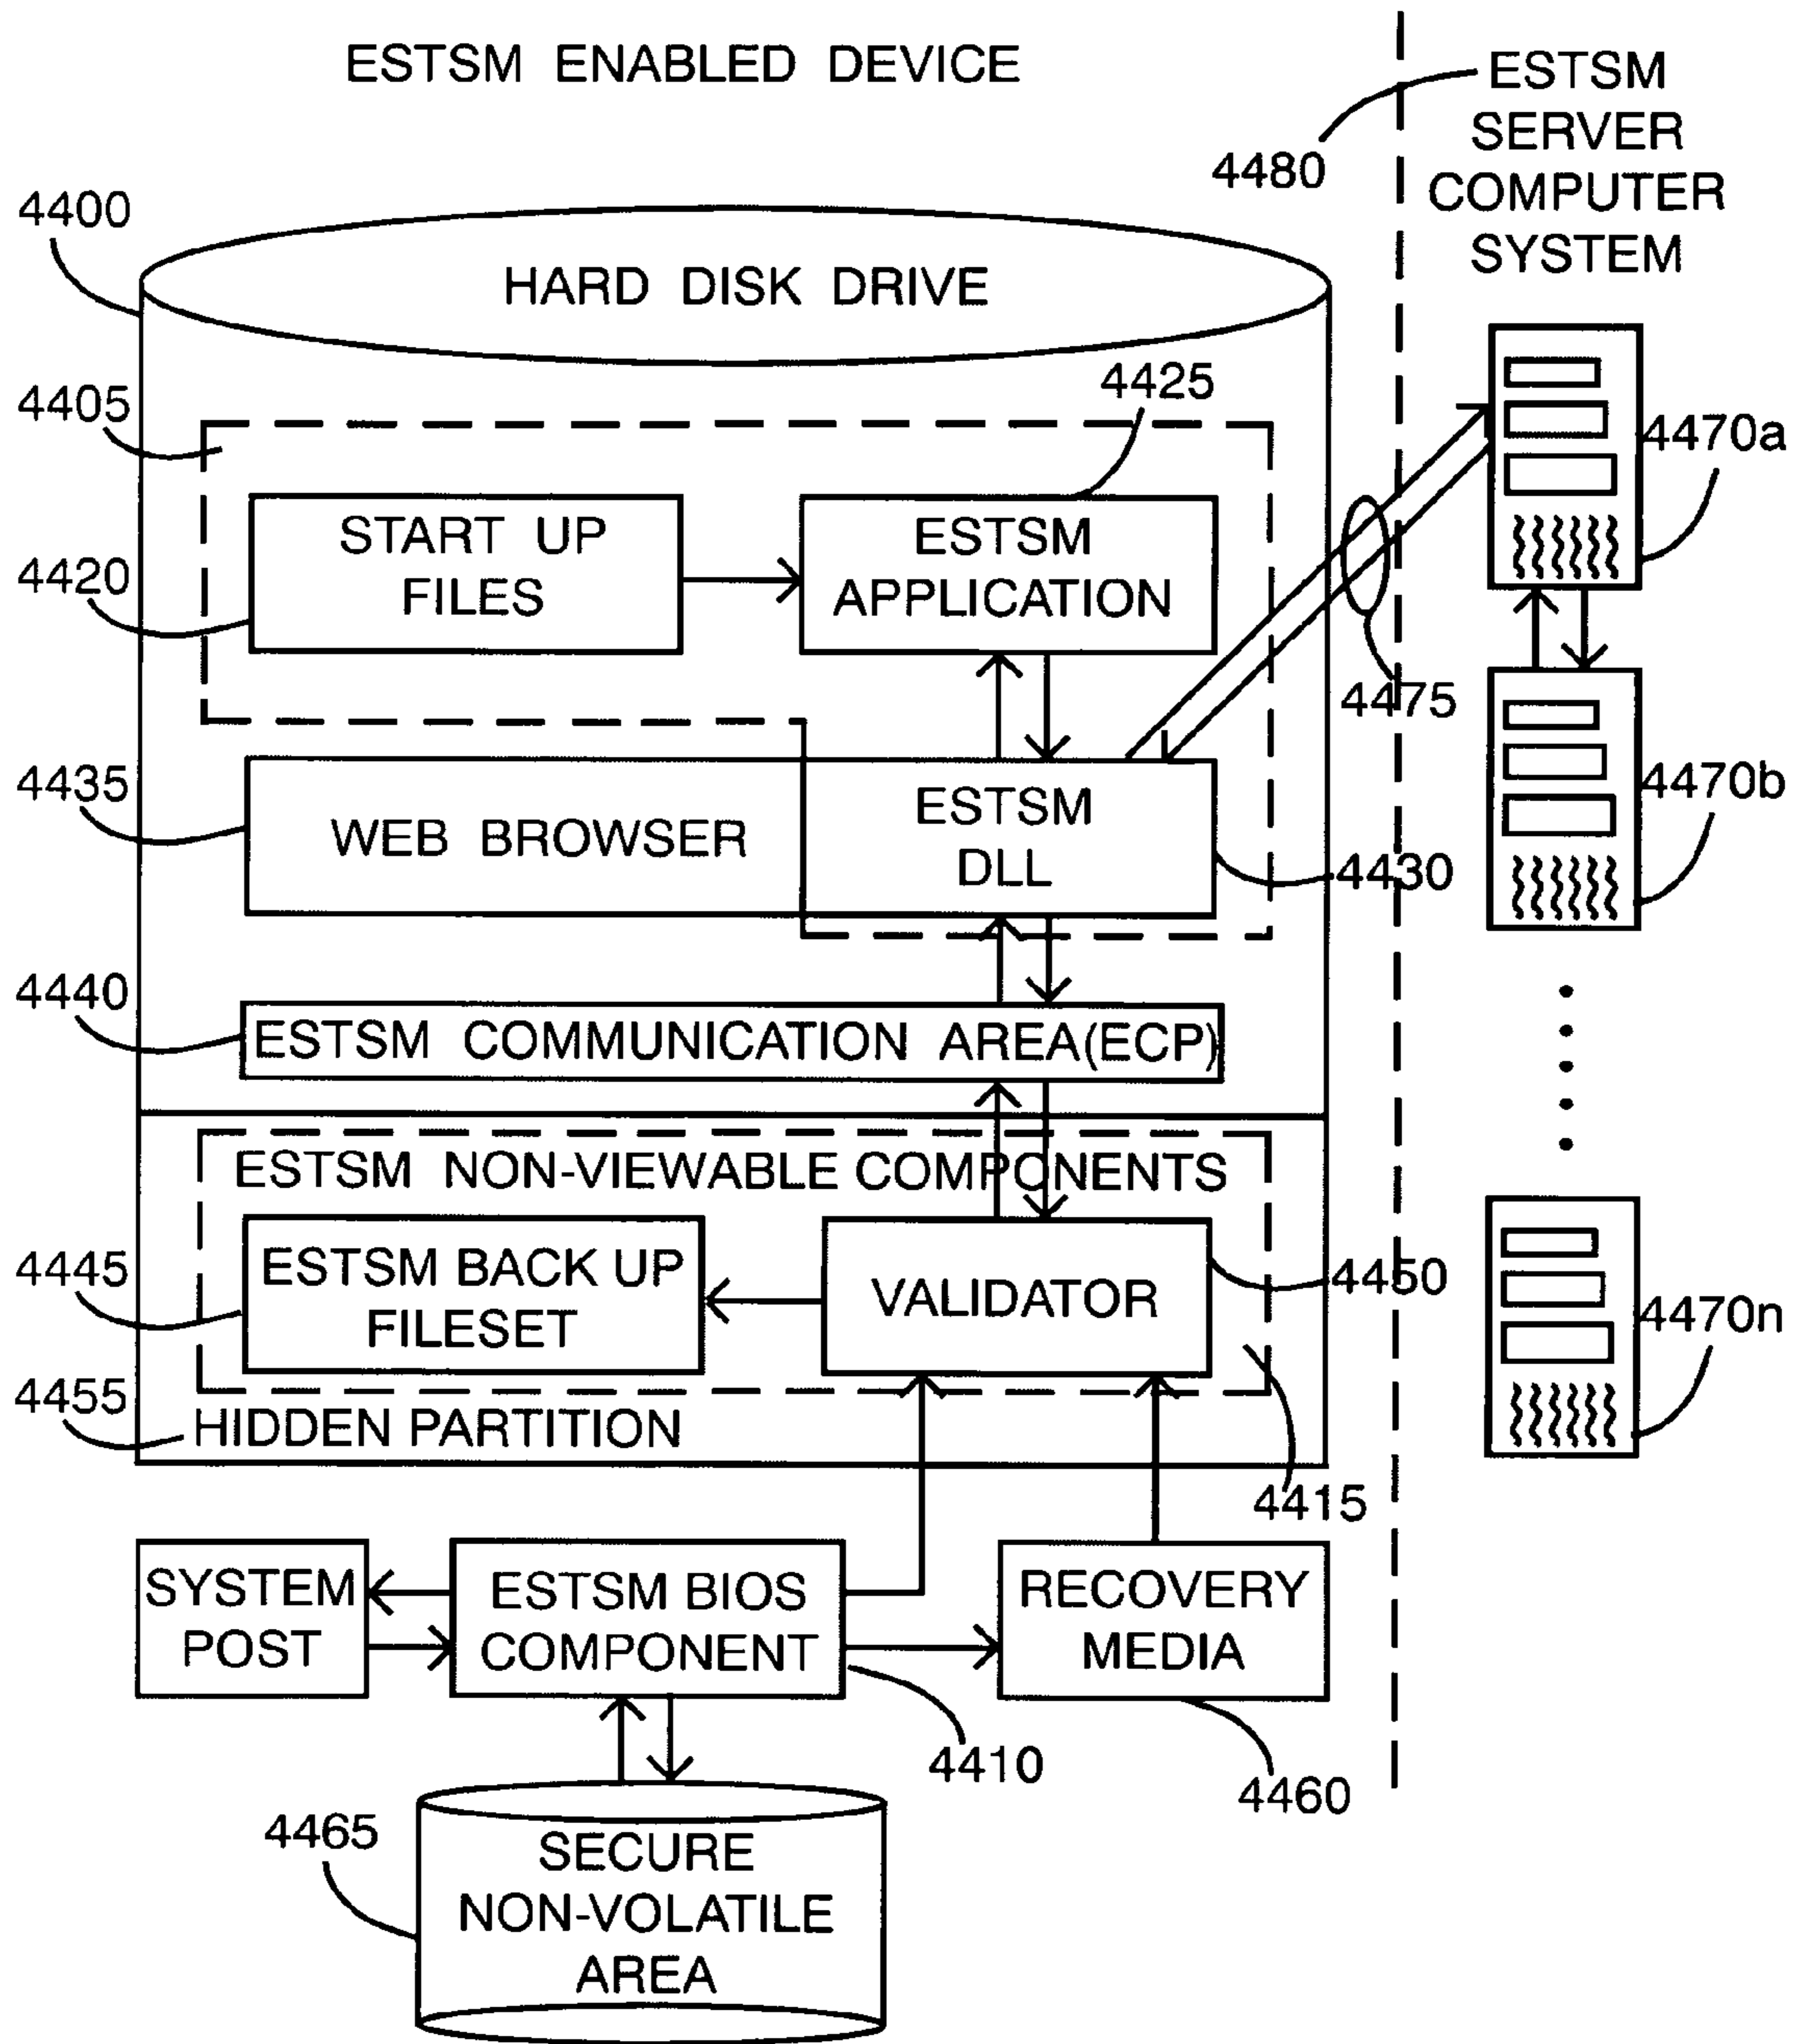 ESTSM ENABLED DEVICE
ESTSM
SERVER
COMPUTER
SYSTEM
4480
4400
HARD DISK DRIVE
4425
4405
4470a
START UP
FILES
ESTSM
APPLICATION
4420
4475
4435
WEB BROWSER
ESTSM
DLL
4470b
4430
4440
ESTSM COMMUNICATION AREA(ECP)
ESTSM NON-VIEWABLE COMPONENTS
4445
ESTSM BACK UP
FILESET
VALIDATOR
4450
4470n
4455
HIDDEN PARTITION
4415
SYSTEM
POST
ESTSM BIOS
COMPONENT
RECOVERY
MEDIA
4410
4460
4465
SECURE
NON-VOLATILE
AREA